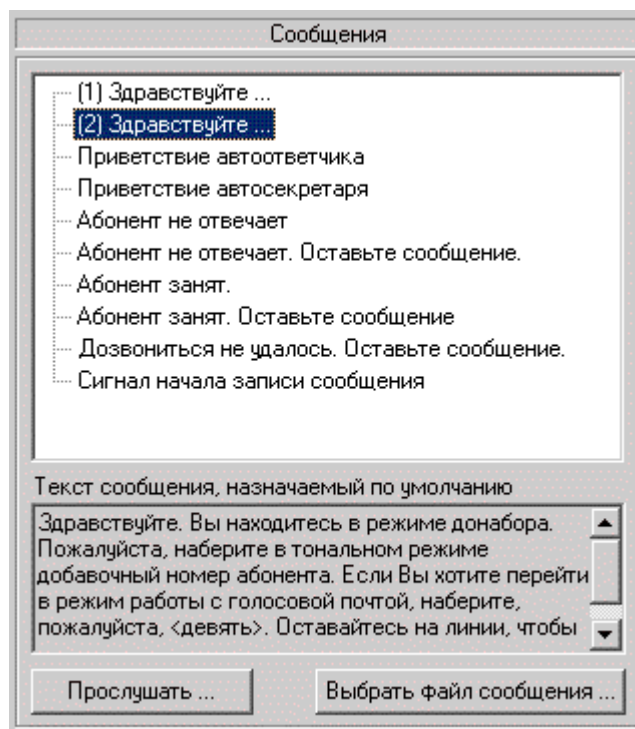 Сообщения
(1) Здравствуйте ...
(2) Здравствуйте ...
Приветствие автоответчика
Приветствие автосекретаря
Абонент не отвечает
Абонент не отвечает. Оставьте сообщение.
Абонент занят.
Абонент занят. Оставьте сообщение
Дозвониться не удалось. Оставьте сообщение.
Сигнал начала записи сообщения
Текст сообщения, назначаемый по умолчанию
Здравствуйте. Вы находитесь в режиме донабора.
Пожалуйста, наберите в тональном режиме
добавочный номер абонента. Если Вы хотите перейти
в режим работы с голосовой почтой, наберите,
пожалуйста, <девять>. Оставайтесь на линии, чтобы
Прослушать ... Выбрать файл сообщения ...